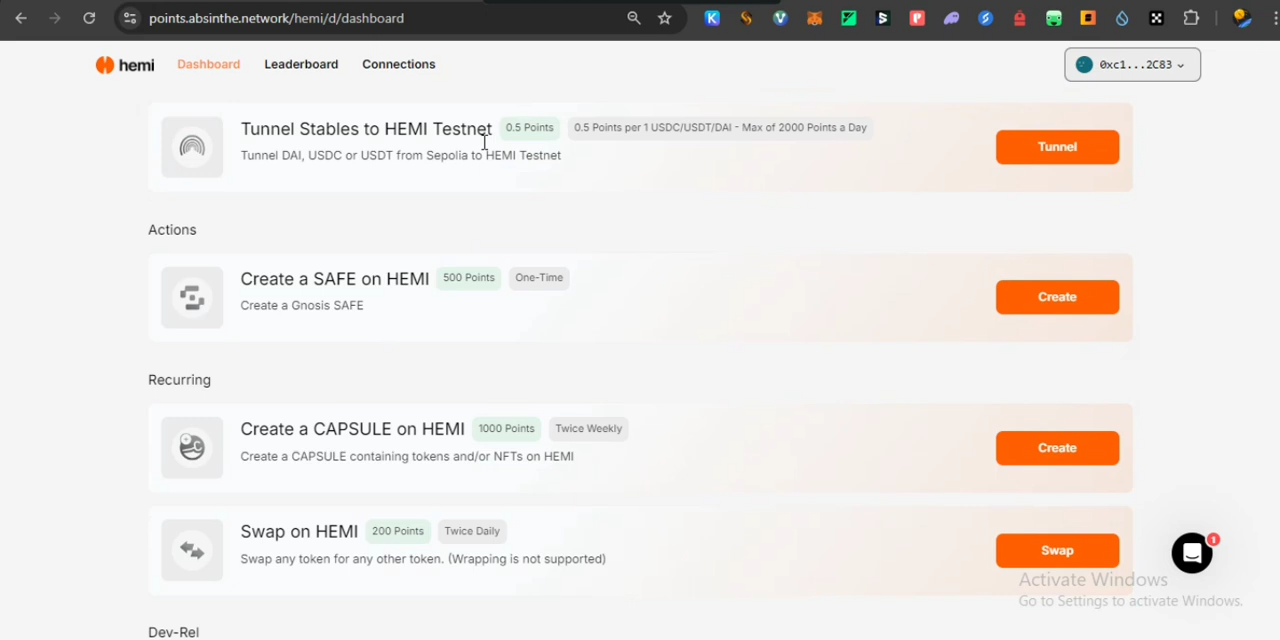 points.absinthe.network/hemi/d/dashboard
hemi Dashboard Leaderboard Connections 0xc1...2C83
Tunnel Stables to HEMI Testnet 0.5 Points 0.5 Points per 1 USDC/USDT/DAI - Max of 2000 Points a Day
Tunnel DAI, USDC or USDT from Sepolia to HEMI Testnet
Tunnel
Actions
Create a SAFE on HEMI 500 Points One-Time
Create a Gnosis SAFE
Create
Recurring
Create a CAPSULE on HEMI 1000 Points Twice Weekly
Create a CAPSULE containing tokens and/or NFTs on HEMI
Create
Swap on HEMI 200 Points Twice Daily
Swap any token for any other token. (Wrapping is not supported)
Swap
1
Activate Windows
Go to Settings to activate Windows.
Dev-Rel